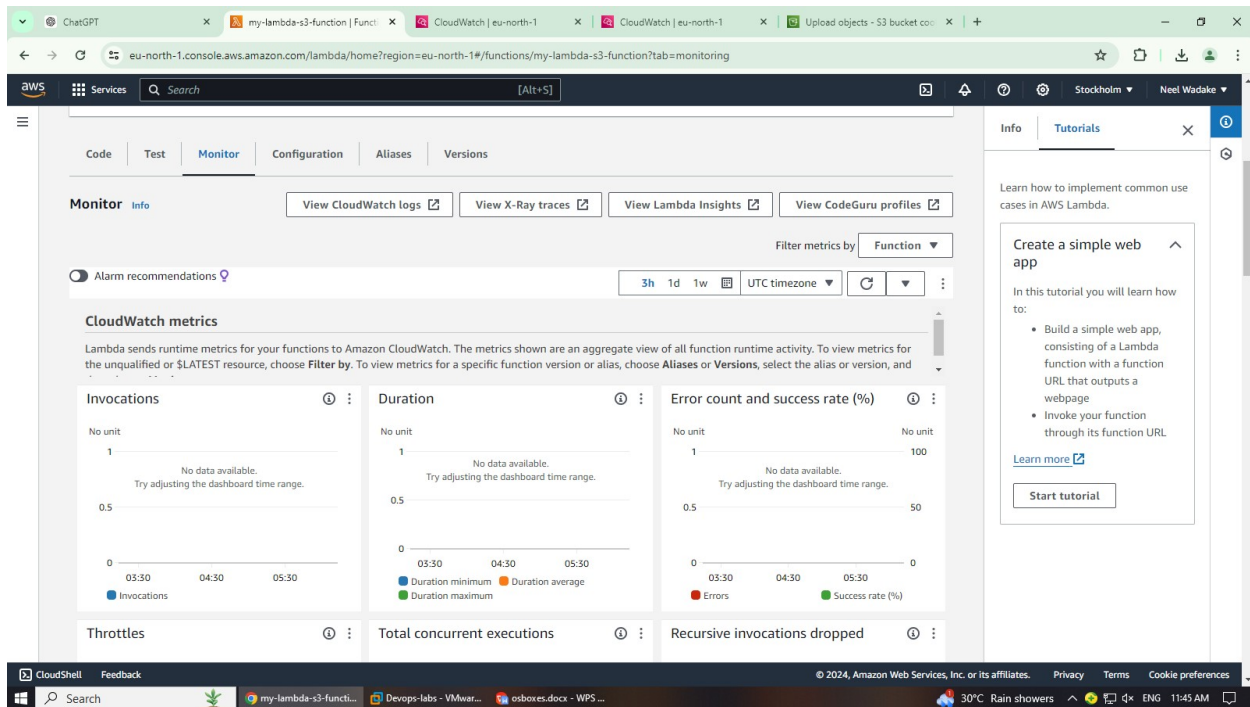 ChatGPT
my-lambda-s3-function | Functi
CloudWatch | eu-north-1
CloudWatch | eu-north-1
Upload objects - S3 bucket coo
eu-north-1.console.aws.amazon.com/lambda/home?region=eu-north-1#/functions/my-lambda-s3-function?tab=monitoring
aws
Services
Search
[Alt+S]
Stockholm ▼
Neel Wadake ▼
Code
Test
Monitor
Configuration
Aliases
Versions
Info
Tutorials
Monitor Info
View CloudWatch logs
View X-Ray traces
View Lambda Insights
View CodeGuru profiles
Filter metrics by
Function ▼
Alarm recommendations
3h 1d 1w
UTC timezone ▼
CloudWatch metrics
Lambda sends runtime metrics for your functions to Amazon CloudWatch. The metrics shown are an aggregate view of all function runtime activity. To view metrics for
the unqualified or $LATEST resource, choose Filter by. To view metrics for a specific function version or alias, choose Aliases or Versions, select the alias or version, and
Invocations
No unit
1
No data available.
Try adjusting the dashboard time range.
0.5
0
03:30 04:30 05:30
Invocations
Duration
No unit
1
No data available.
Try adjusting the dashboard time range.
0.5
0
03:30 04:30 05:30
Duration minimum Duration average
Duration maximum
Error count and success rate (%)
No unit No unit
1 100
No data available.
Try adjusting the dashboard time range.
0.5 50
0 0
03:30 04:30 05:30
Errors Success rate (%)
Throttles
Total concurrent executions
Recursive invocations dropped
Learn how to implement common use
cases in AWS Lambda.
Create a simple web
app
In this tutorial you will learn how
to:
• Build a simple web app,
consisting of a Lambda
function with a function
URL that outputs a
webpage
• Invoke your function
through its function URL
Learn more
Start tutorial
CloudShell Feedback
© 2024, Amazon Web Services, Inc. or its affiliates.
Privacy Terms Cookie preferences
Search
my-lambda-s3-functi...
Devops-labs - VMwar...
osboxes.docx - WPS ...
30°C Rain showers
ENG
11:45 AM